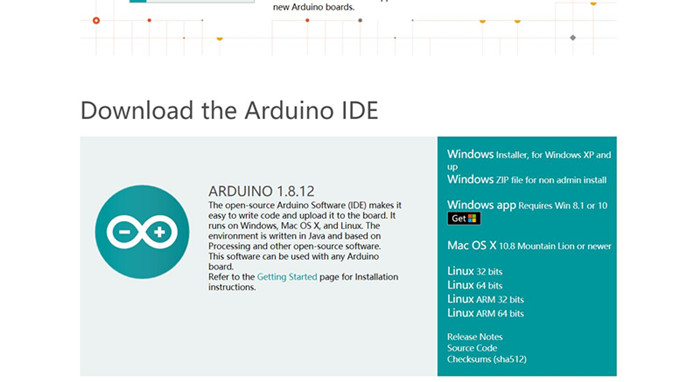 new Arduino boards.
Download the Arduino IDE
ARDUINO 1.8.12
The open-source Arduino Software (IDE) makes it
easy to write code and upload it to the board. It
runs on Windows, Mac OS X, and Linux. The
environment is written in Java and based on
Processing and other open-source software.
This software can be used with any Arduino
board.
Refer to the Getting Started page for Installation
instructions.
Windows Installer, for Windows XP and
up
Windows ZIP file for non admin install
Windows app Requires Win 8.1 or 10
Get
Mac OS X 10.8 Mountain Lion or newer
Linux 32 bits
Linux 64 bits
Linux ARM 32 bits
Linux ARM 64 bits
Release Notes
Source Code
Checksums (sha512)